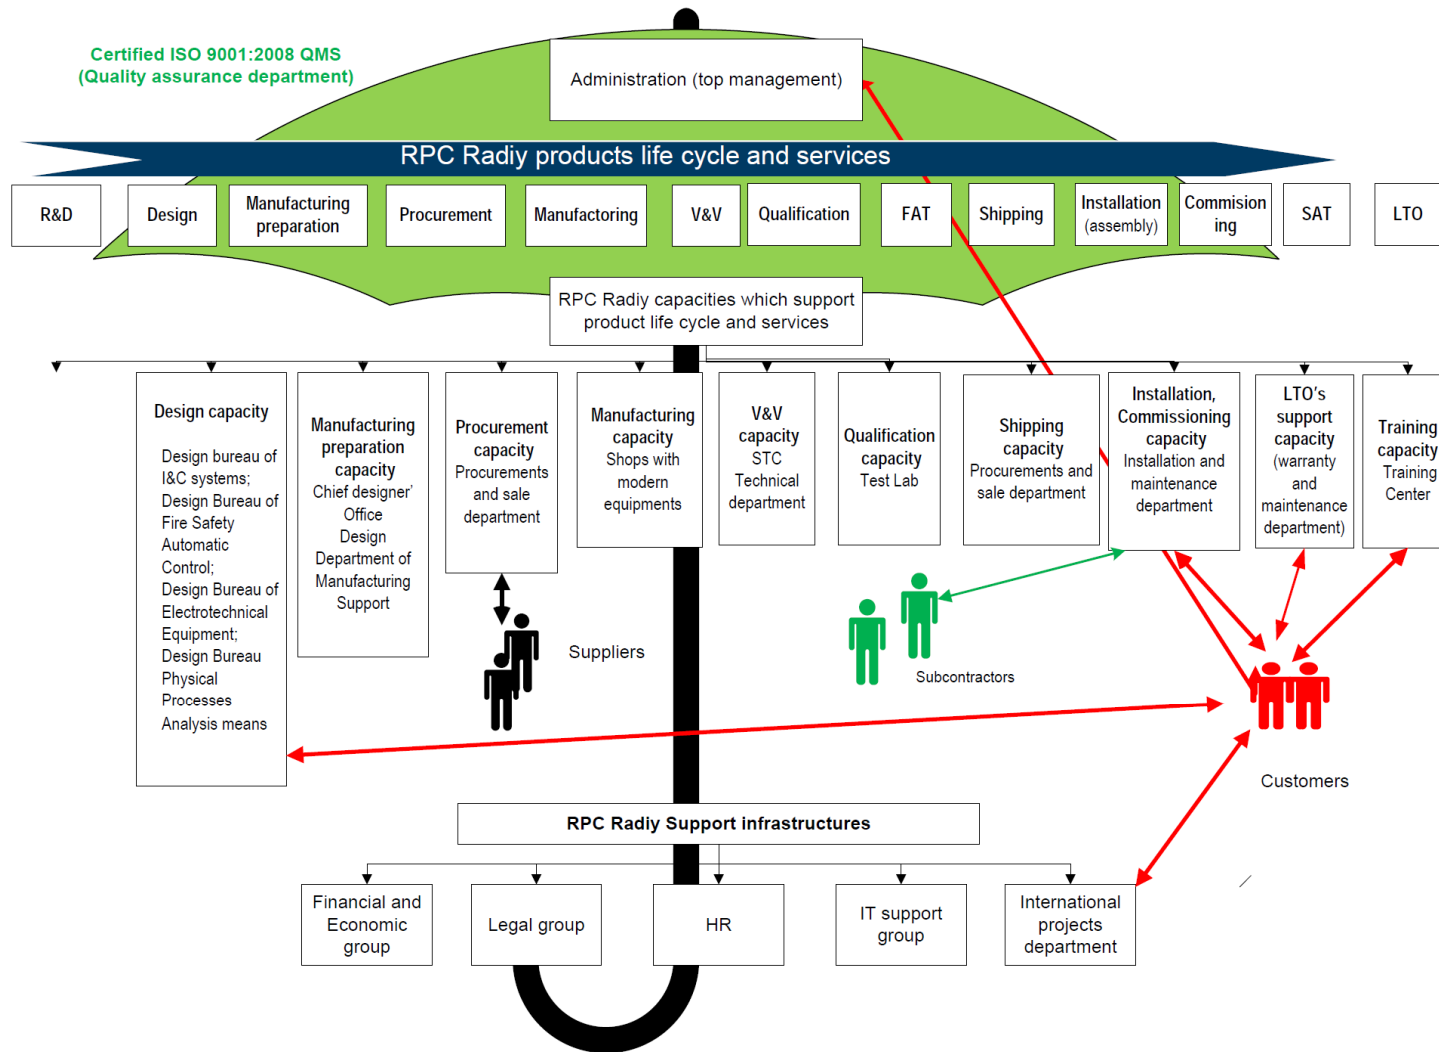 Certified ISO 9001:2008 QMS
(Quality assurance department)
Administration (top management)
RPC Radiy products life cycle and services
R&D
Design
Manufacturing
preparation
Procurement
Manufactoring
V&V
Qualification
FAT
Shipping
Installation
(assembly)
Commision
ing
SAT
LTO
RPC Radiy capacities which support
product life cycle and services
Design capacity
Design bureau of
I&C systems;
Design Bureau of
Fire Safety
Automatic
Control;
Design Bureau of
Electrotechnical
Equipment;
Design Bureau
Physical
Processes
Analysis means
Manufacturing
preparation
capacity
Chief designer'
Office
Design
Department of
Manufacturing
Support
Procurement
capacity
Procurements
and sale
department
Manufacturing
capacity
Shops with
modern
equipments
V&V
capacity
STC
Technical
department
Qualification
capacity
Test Lab
Shipping
capacity
Procurements and
sale department
Installation,
Commissioning
capacity
Installation and
maintenance
department
LTO's
support
capacity
(warranty
and
maintenance
department)
Training
capacity
Training
Center
Suppliers
Subcontractors
Customers
RPC Radiy Support infrastructures
Financial and
Economic
group
Legal group
HR
IT support
group
International
projects
department